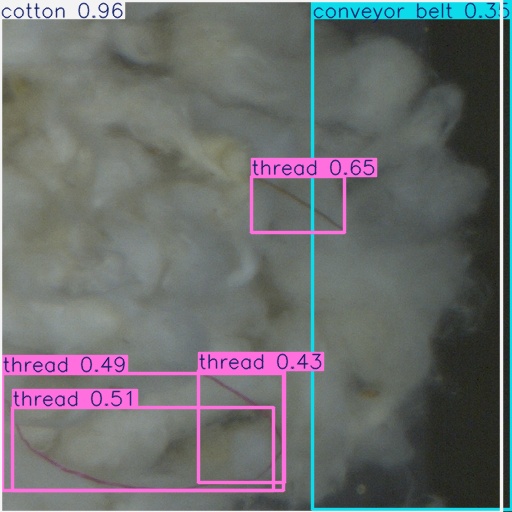 cotton 0.96
conveyor belt 0.35
thread 0.65
thread 0.49
thread 0.43
thread 0.51